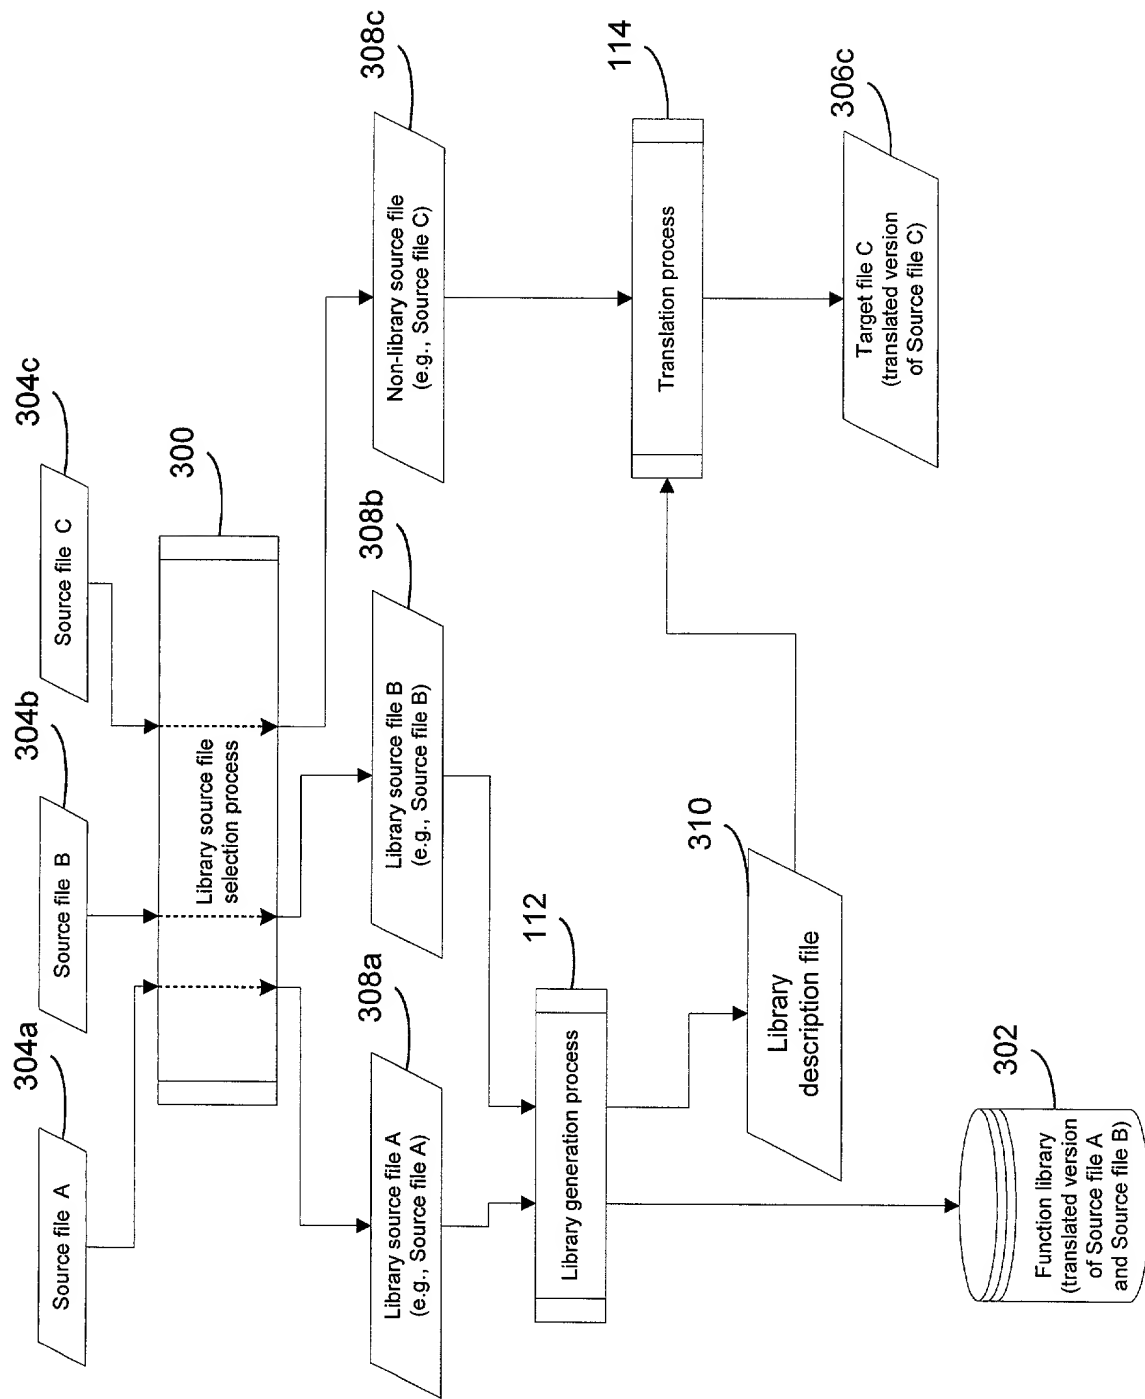 304a
Source file A
304b
Source file B
304c
Source file C
300
Library source file
selection process
308a
Library source file A
(e.g., Source file A)
308b
Library source file B
(e.g., Source file B)
308c
Non-library source file
(e.g., Source file C)
112
Library generation process
114
Translation process
310
Library
description file
306c
Target file C
(translated version
of Source file C)
302
Function library
(translated version
of Source file A
and Source file B)